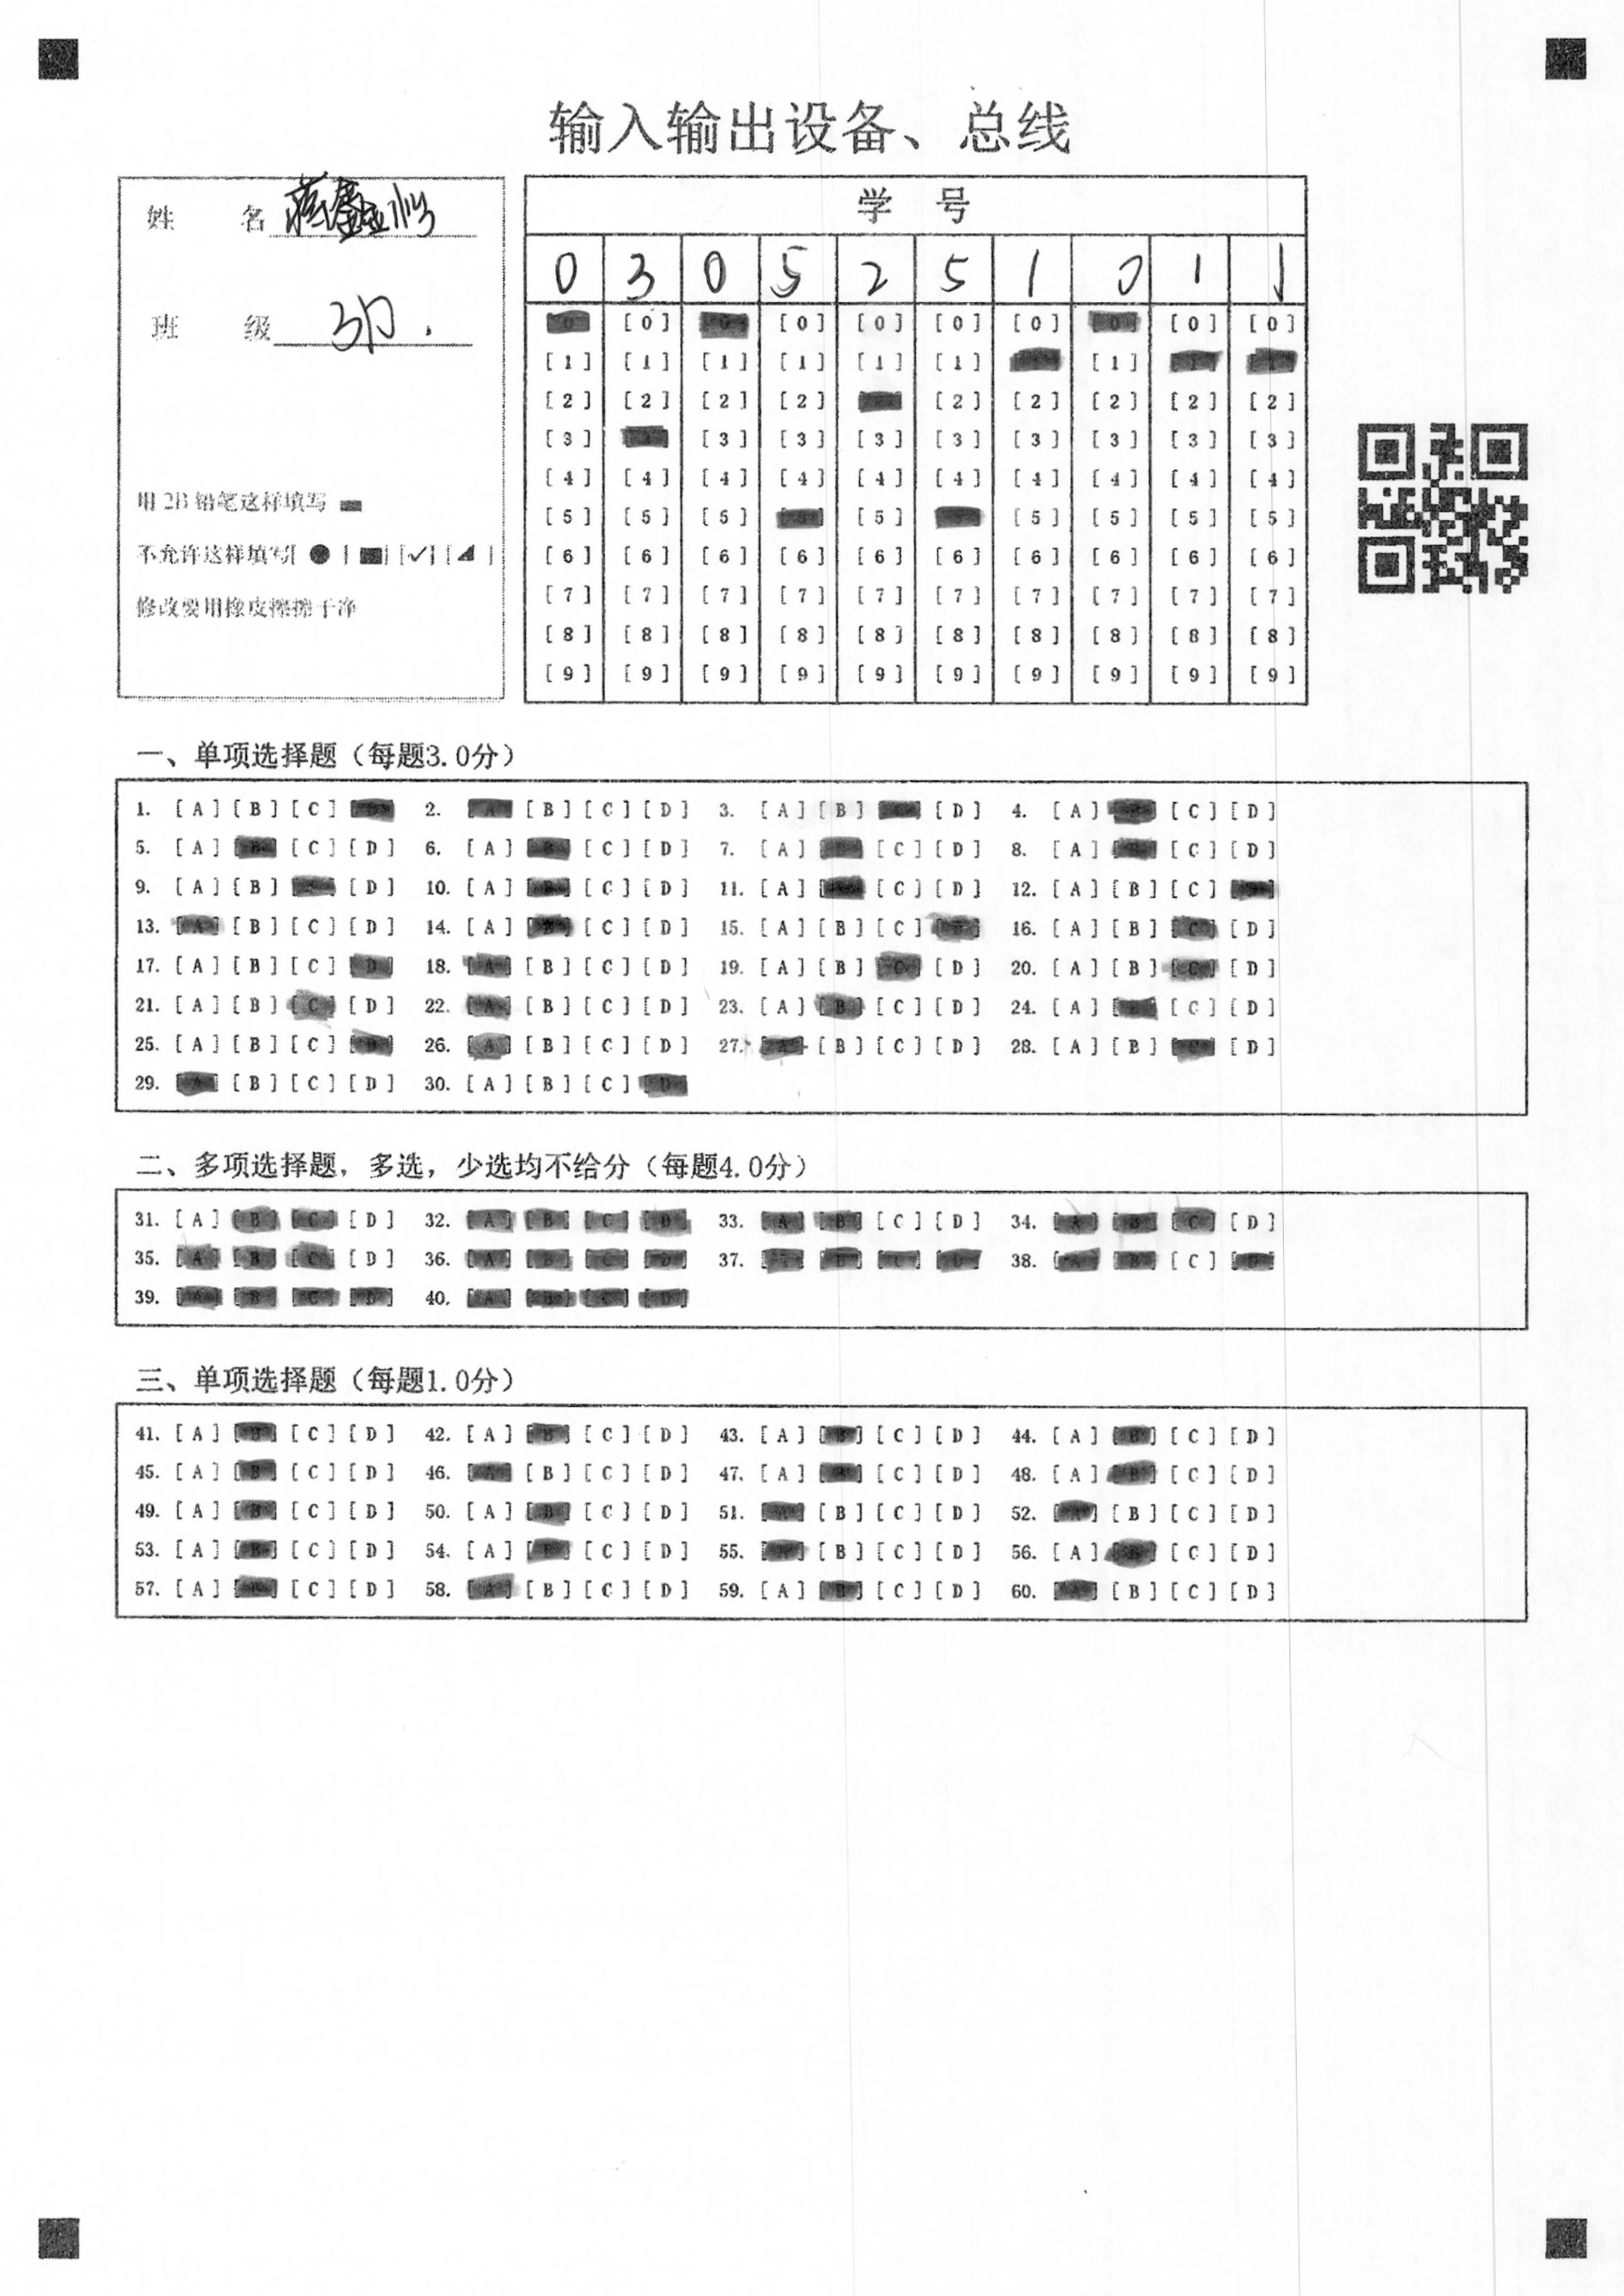 输入输出设备、总线
姓 名
班 级
用 2B 铅笔这样填写
不允许这样填写[ ● ] [■] [✓] [◢ ]
修改要用橡皮擦擦干净
学 号
0 3 0 5 2 5 1 0 1 1
[0] [0] [0] [0] [0] [0] [0] [0] [0] [0]
[1] [1] [1] [1] [1] [1] [1]
[2] [2] [2] [2] [2] [2] [2] [2] [2]
[3] [3] [3] [3] [3] [3] [3] [3] [3]
[4] [4] [4] [4] [4] [4] [4] [4] [4] [4]
[5] [5] [5] [5] [5] [5] [5] [5]
[6] [6] [6] [6] [6] [6] [6] [6] [6] [6]
[7] [7] [7] [7] [7] [7] [7] [7] [7] [7]
[8] [8] [8] [8] [8] [8] [8] [8] [8] [8]
[9] [9] [9] [9] [9] [9] [9] [9] [9] [9]
一、单项选择题（每题3.0分）
1. [A] [B] [C] 2. [B] [C] [D] 3. [A] [B] [D] 4. [A] [C] [D]
5. [A] [C] [D] 6. [A] [C] [D] 7. [A] [C] [D] 8. [A] [C] [D]
9. [A] [B] [D] 10. [A] [C] [D] 11. [A] [C] [D] 12. [A] [B] [C]
13. [A] [B] [C] [D] 14. [A] [B] [C] [D] 15. [A] [B] [C] 16. [A] [B] [C] [D]
17. [A] [B] [C] [D] 18. [A] [B] [C] [D] 19. [A] [B] [C] [D] 20. [A] [B] [C] [D]
21. [A] [B] [C] [D] 22. [A] [B] [C] [D] 23. [A] [B] [C] [D] 24. [A] [C] [D]
25. [A] [B] [C] 26. [A] [B] [C] [D] 27. [A] [B] [C] [D] 28. [A] [B] [D]
29. [A] [B] [C] [D] 30. [A] [B] [C] [D]
二、多项选择题，多选，少选均不给分（每题4.0分）
31. [A] [B] [C] [D] 32. [A] [B] [C] [D] 33. [A] [B] [C] [D] 34. [A] [B] [C] [D]
35. [A] [B] [C] [D] 36. [A] [B] [C] [D] 37. [A] [B] [C] [D] 38. [A] [B] [C] [D]
39. [A] [B] [C] [D] 40. [A] [B] [C] [D]
三、单项选择题（每题1.0分）
41. [A] [B] [C] [D] 42. [A] [B] [C] [D] 43. [A] [B] [C] [D] 44. [A] [B] [C] [D]
45. [A] [B] [C] [D] 46. [A] [B] [C] [D] 47. [A] [B] [C] [D] 48. [A] [B] [C] [D]
49. [A] [B] [C] [D] 50. [A] [B] [C] [D] 51. [A] [B] [C] [D] 52. [A] [B] [C] [D]
53. [A] [B] [C] [D] 54. [A] [B] [C] [D] 55. [A] [B] [C] [D] 56. [A] [B] [C] [D]
57. [A] [B] [C] [D] 58. [A] [B] [C] [D] 59. [A] [B] [C] [D] 60. [A] [B] [C] [D]